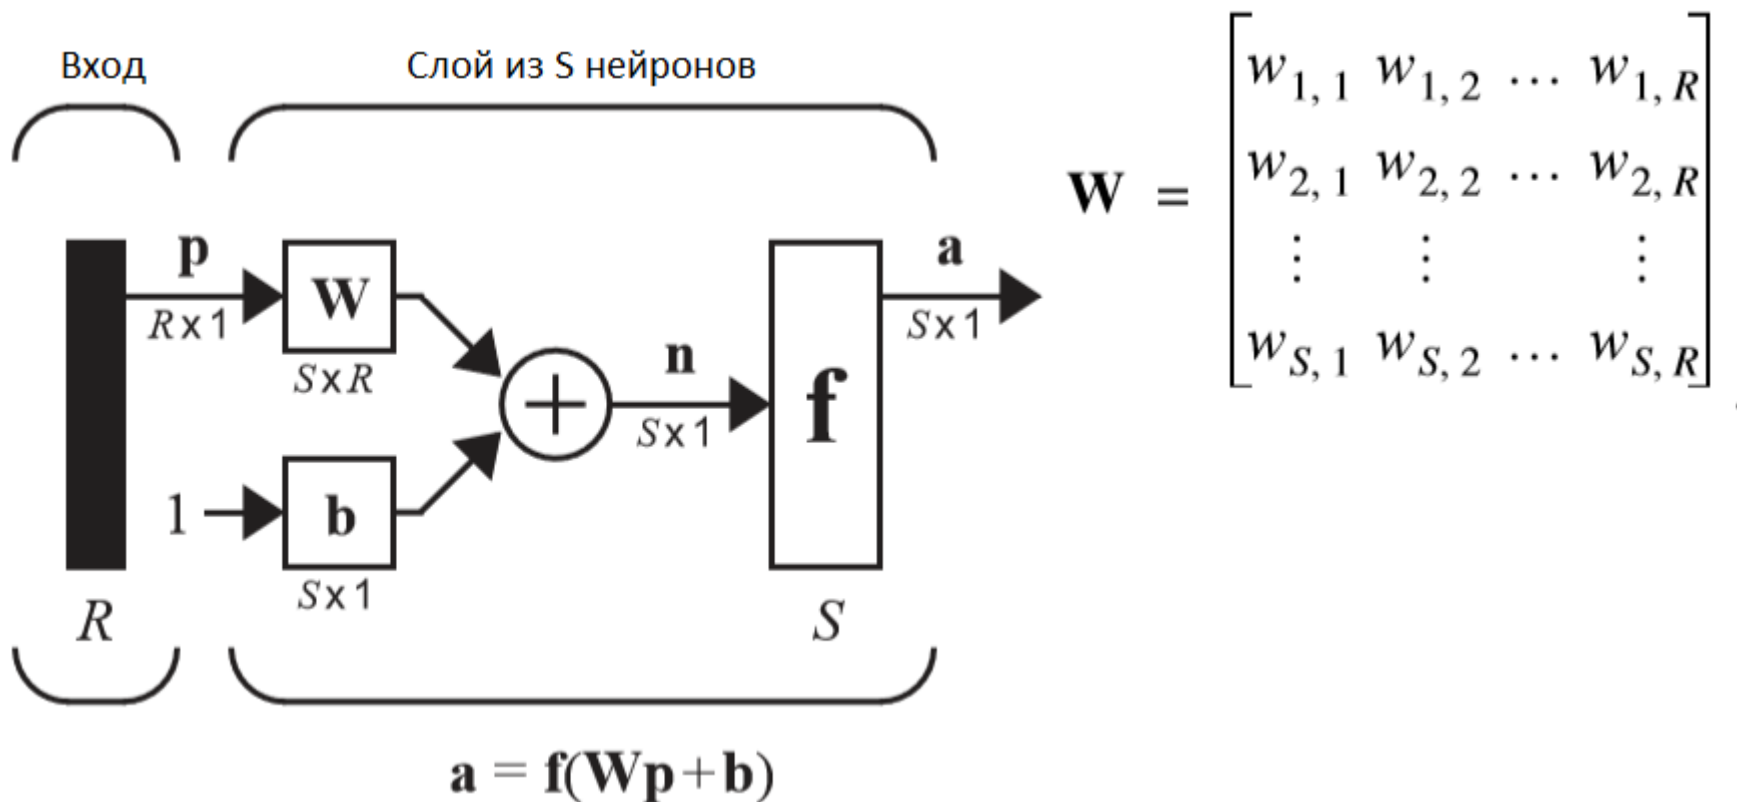 Вход
Слой из S нейронов
p
R x 1
W
S x R
1
b
S x 1
n
S x 1
f
a
S x 1
R
S
a = f(Wp + b)
W =
w1, 1 w1, 2 … w1, R
w2, 1 w2, 2 … w2, R
⋮ ⋮ ⋮
wS, 1 wS, 2 … wS, R